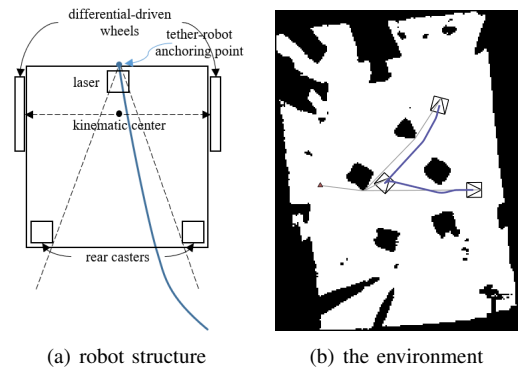 differential-driven
wheels
tether-robot
anchoring point
laser
kinematic center
rear casters
(a) robot structure
(b) the environment